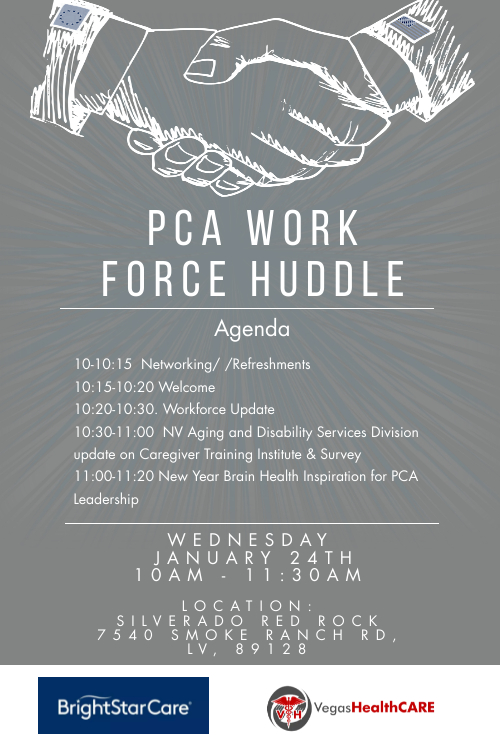 PCA WORK
FORCE HUDDLE
Agenda
10-10:15  Networking/ /Refreshments
10:15-10:20 Welcome
10:20-10:30. Workforce Update
10:30-11:00  NV Aging and Disability Services Division
update on Caregiver Training Institute & Survey
11:00-11:20 New Year Brain Health Inspiration for PCA
Leadership
WEDNESDAY
JANUARY 24TH
10AM - 11:30AM
LOCATION:
SILVERADO RED ROCK
7540 SMOKE RANCH RD,
LV, 89128
BrightStarCare®
VH VegasHealthCARE